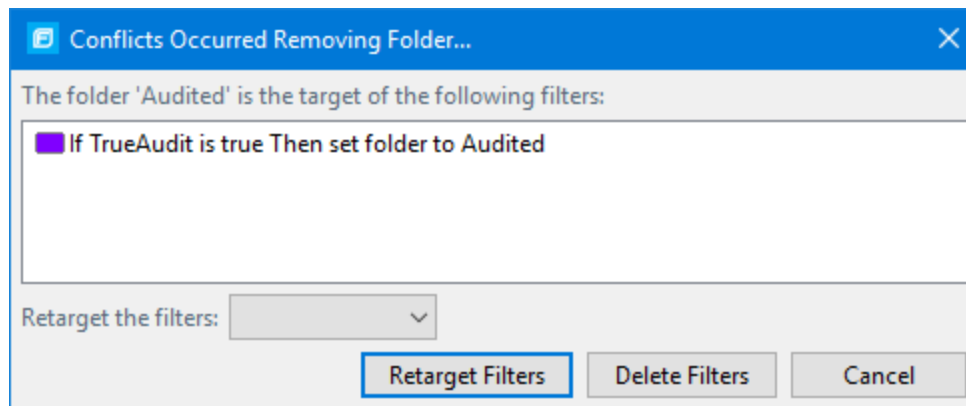 Conflicts Occurred Removing Folder...
The folder 'Audited' is the target of the following filters:
If TrueAudit is true Then set folder to Audited
Retarget the filters:
Retarget Filters Delete Filters Cancel